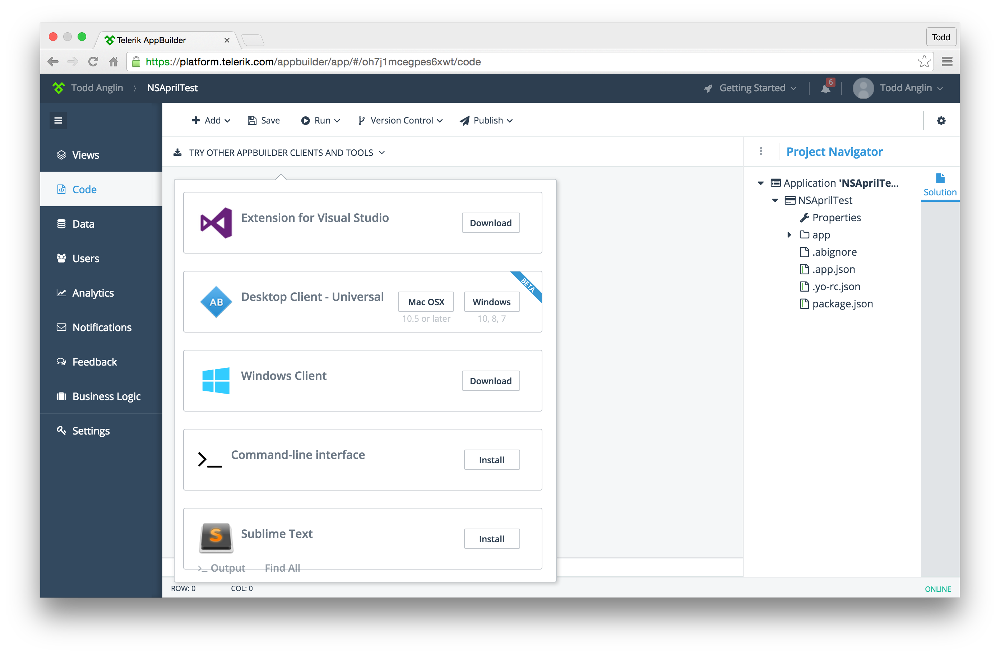 Telerik AppBuilder
Todd
https://platform.telerik.com/appbuilder/app/#/oh7j1mcegpes6xwt/code
Todd Anglin 〉 NSAprilTest
Getting Started
6
Todd Anglin
Add
Save
Run
Version Control
Publish
Views
Code
Data
Users
Analytics
Notifications
Feedback
Business Logic
Settings
TRY OTHER APPBUILDER CLIENTS AND TOOLS
Extension for Visual Studio
Download
AB
Desktop Client - Universal
Mac OSX
10.5 or later
Windows
10, 8, 7
BETA
Windows Client
Download
Command-line interface
Install
S
Sublime Text
Install
Output
Find All
ROW: 0
COL: 0
Project Navigator
Application 'NSAprilTe...
NSAprilTest
Properties
app
.abignore
.app.json
.yo-rc.json
package.json
Solution
ONLINE